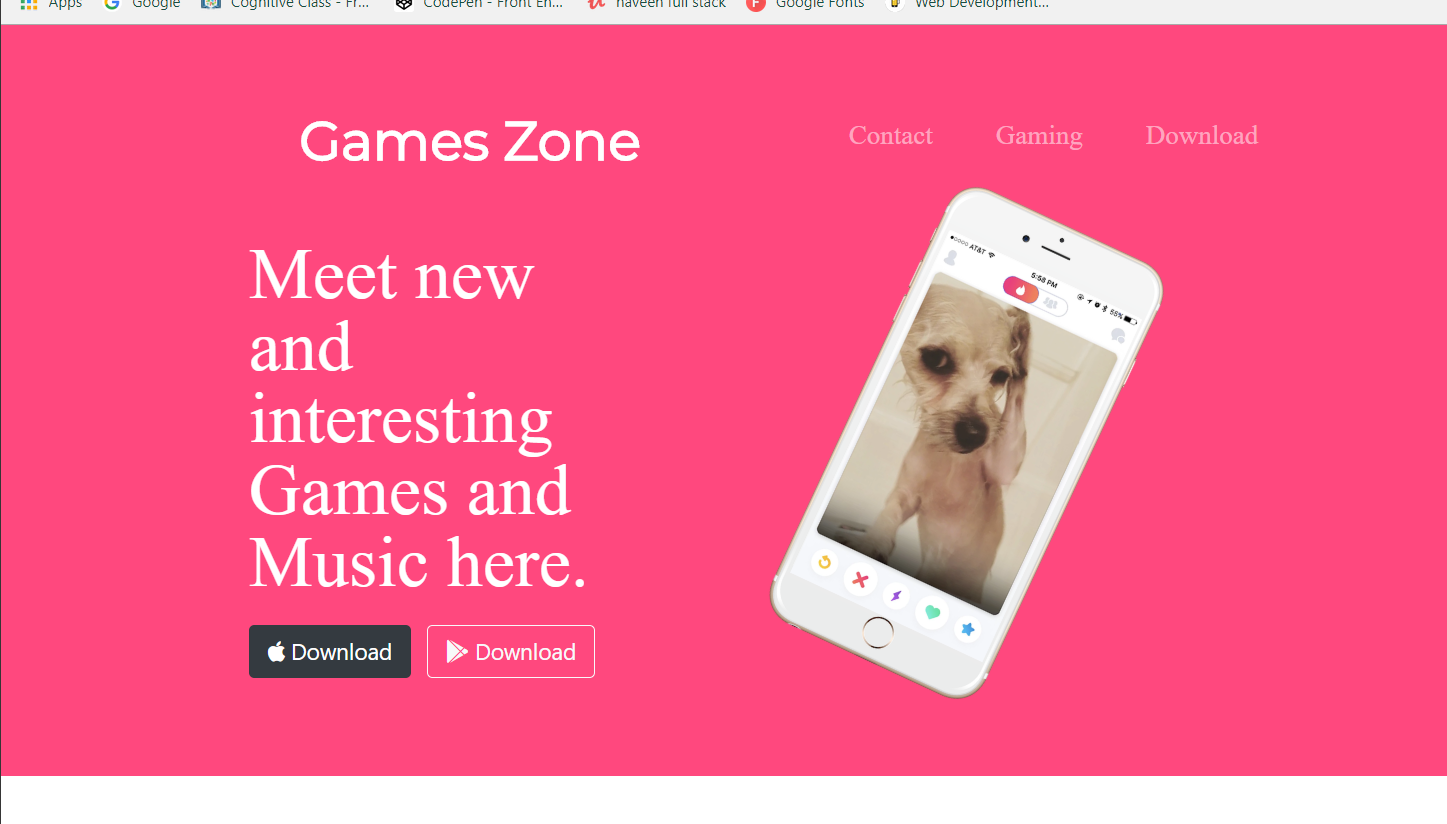 Apps Google Cognitive Class - Fr... CodePen - Front En... naveen full stack Google Fonts Web Development...
Games Zone
Contact Gaming Download
Meet new
and
interesting
Games and
Music here.
Download Download
AT&T
5:58 PM
55%